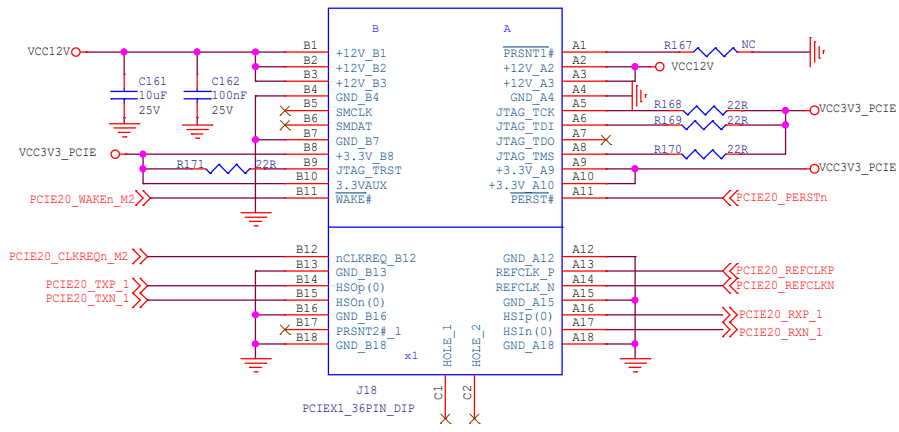 B A
VCC12V B1 +12V_B1 PRSNT1# A1 R167 NC
B2 +12V_B2 +12V_A2 A2 VCC12V
B3 +12V_B3 +12V_A3 A3
C161 C162 B4 GND_B4 GND_A4 A4
10uF 100nF B5 SMCLK JTAG_TCK A5 R168 22R VCC3V3_PCIE
25V 25V B6 SMDAT JTAG_TDI A6 R169 22R
B7 GND_B7 JTAG_TDO A7
VCC3V3_PCIE B8 +3.3V_B8 JTAG_TMS A8 R170 22R
R171 22R B9 JTAG_TRST +3.3V_A9 A9 VCC3V3_PCIE
B10 3.3VAUX +3.3V_A10 A10
PCIE20_WAKEn_M2 B11 WAKE# PERST# A11 PCIE20_PERSTn
PCIE20_CLKREQn_M2 B12 nCLKREQ_B12 GND_A12 A12
B13 GND_B13 REFCLK_P A13 PCIE20_REFCLKP
PCIE20_TXP_1 B14 HSOp(0) REFCLK_N A14 PCIE20_REFCLKN
PCIE20_TXN_1 B15 HSOn(0) GND_A15 A15
B16 GND_B16 HSIp(0) A16 PCIE20_RXP_1
B17 PRSNT2#_1 HSIn(0) A17 PCIE20_RXN_1
B18 GND_B18 GND_A18 A18
x1 HOLE_1 HOLE_2
J18 C1 C2
PCIEX1_36PIN_DIP